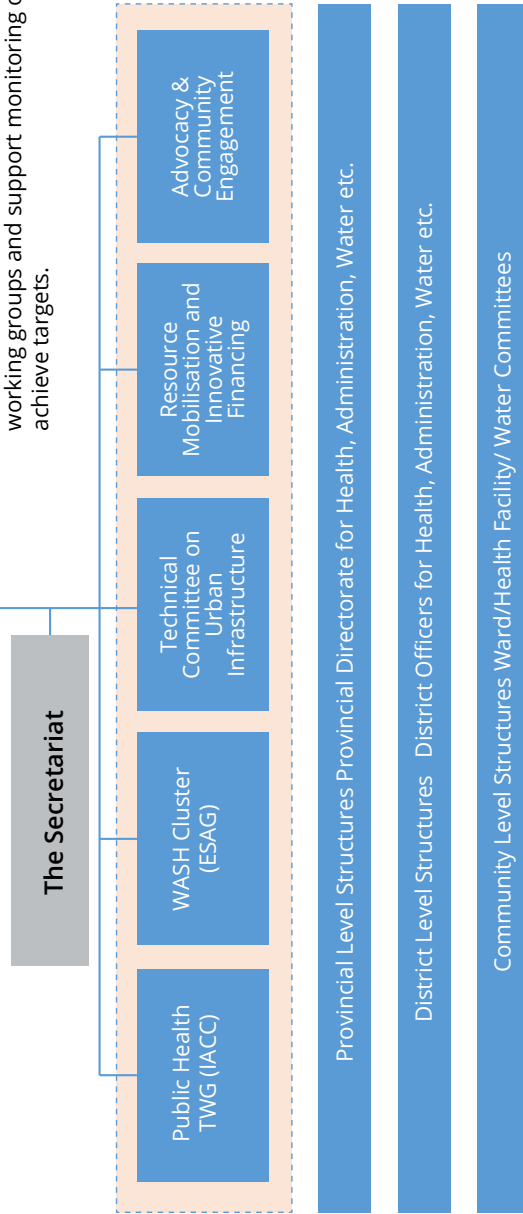 working groups and support monitoring
achieve targets.
The Secretariat
Public Health
TWG (IACC)
WASH Cluster
(ESAG)
Technical
Committee on
Urban
Infrastructure
Resource
Mobilisation and
Innovative
Financing
Advocacy &
Community
Engagement
Provincial Level Structures Provincial Directorate for Health, Administration, Water etc.
District Level Structures District Officers for Health, Administration, Water etc.
Community Level Structures Ward/Health Facility/ Water Committees